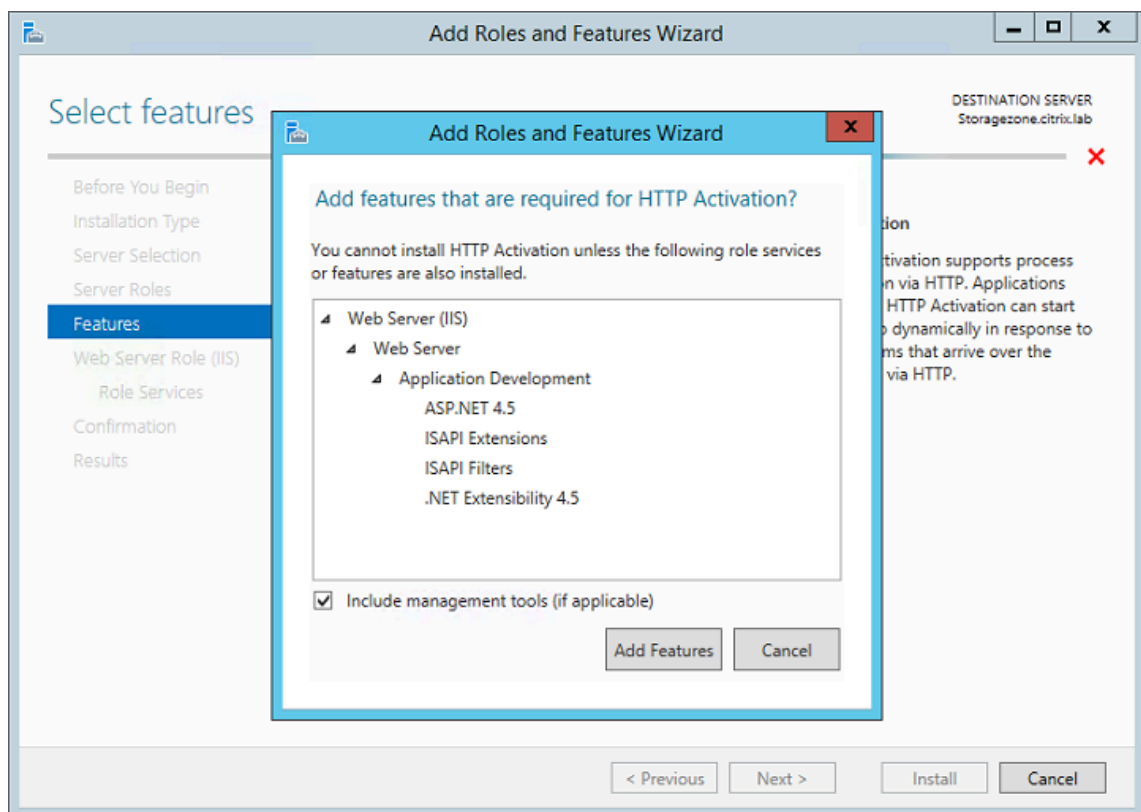 Add Roles and Features Wizard
Select features
DESTINATION SERVER
Storagezone.citrix.lab
Before You Begin
Installation Type
Server Selection
Server Roles
Features
Web Server Role (IIS)
Role Services
Confirmation
Results
Add Roles and Features Wizard
Add features that are required for HTTP Activation?
You cannot install HTTP Activation unless the following role services
or features are also installed.
Web Server (IIS)
Web Server
Application Development
ASP.NET 4.5
ISAPI Extensions
ISAPI Filters
.NET Extensibility 4.5
Include management tools (if applicable)
Add Features
Cancel
supports process
via HTTP. Applications
HTTP Activation can start
dynamically in response to
that arrive over the
via HTTP.
< Previous
Next >
Install
Cancel